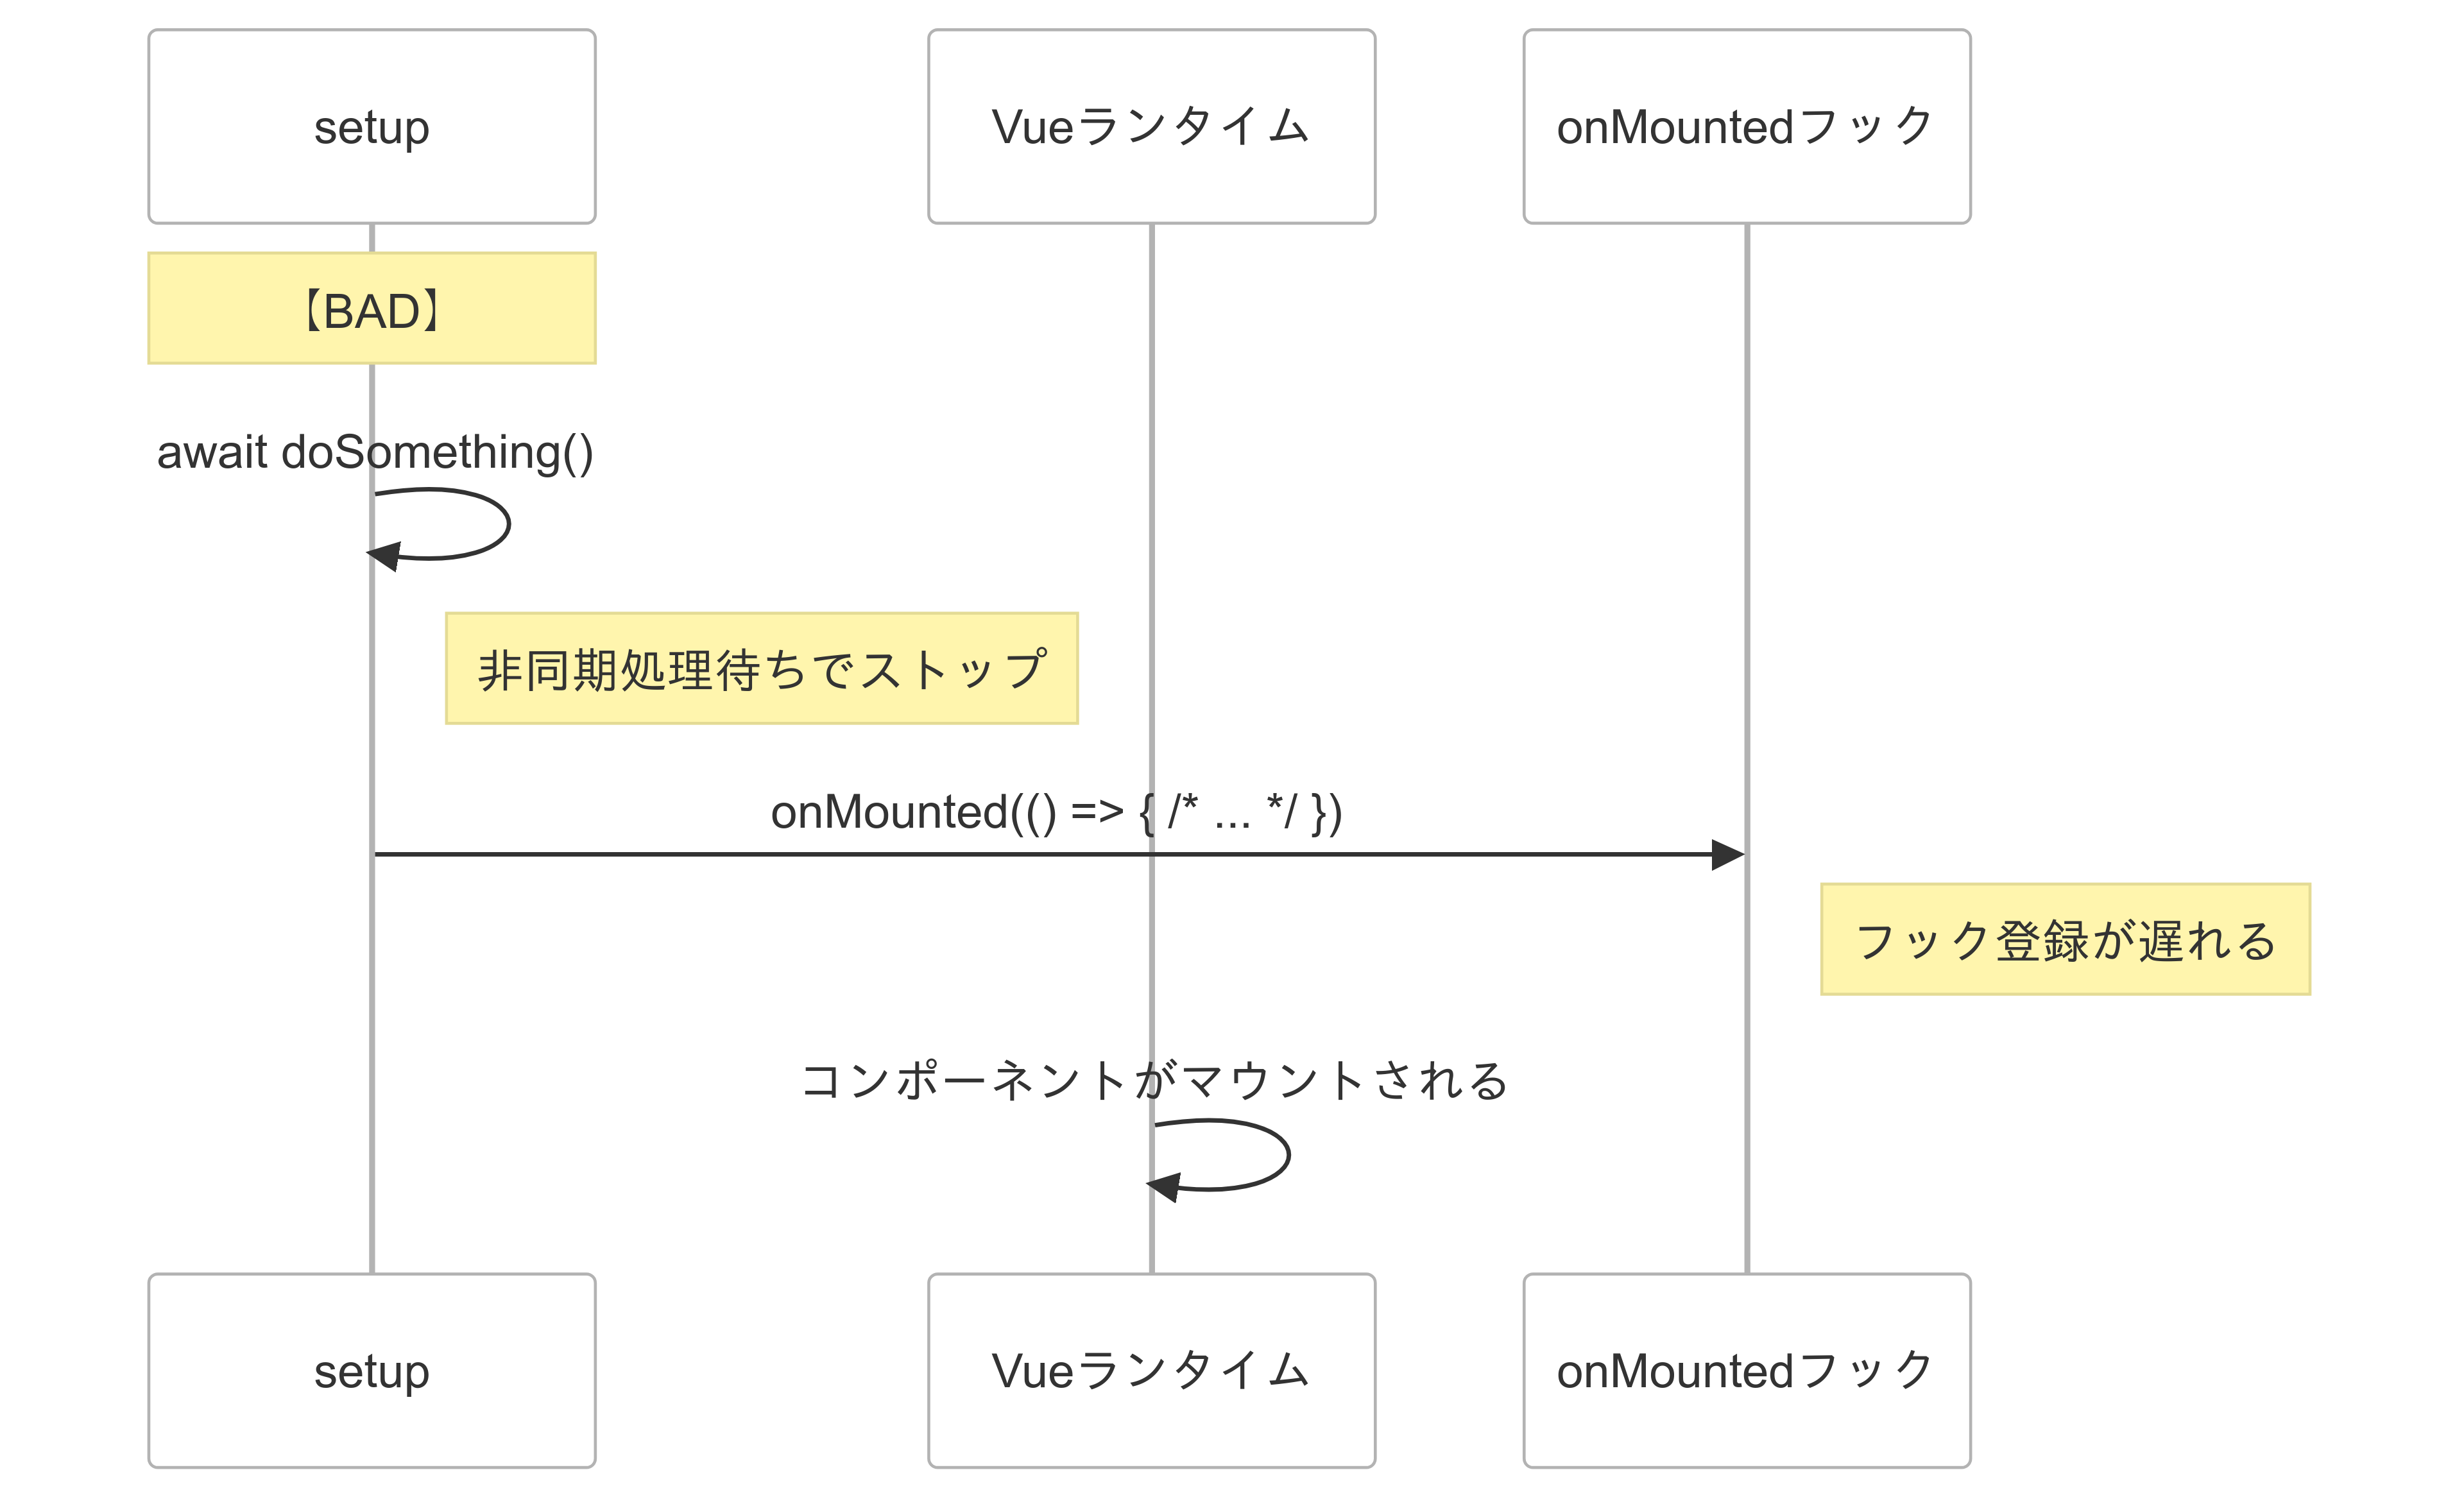 setup
Vueランタイム
onMountedフック
【BAD】
await doSomething()
非同期処理待ちでストップ
onMounted(() => { /* ... */ })
フック登録が遅れる
コンポーネントがマウントされる
setup
Vueランタイム
onMountedフック